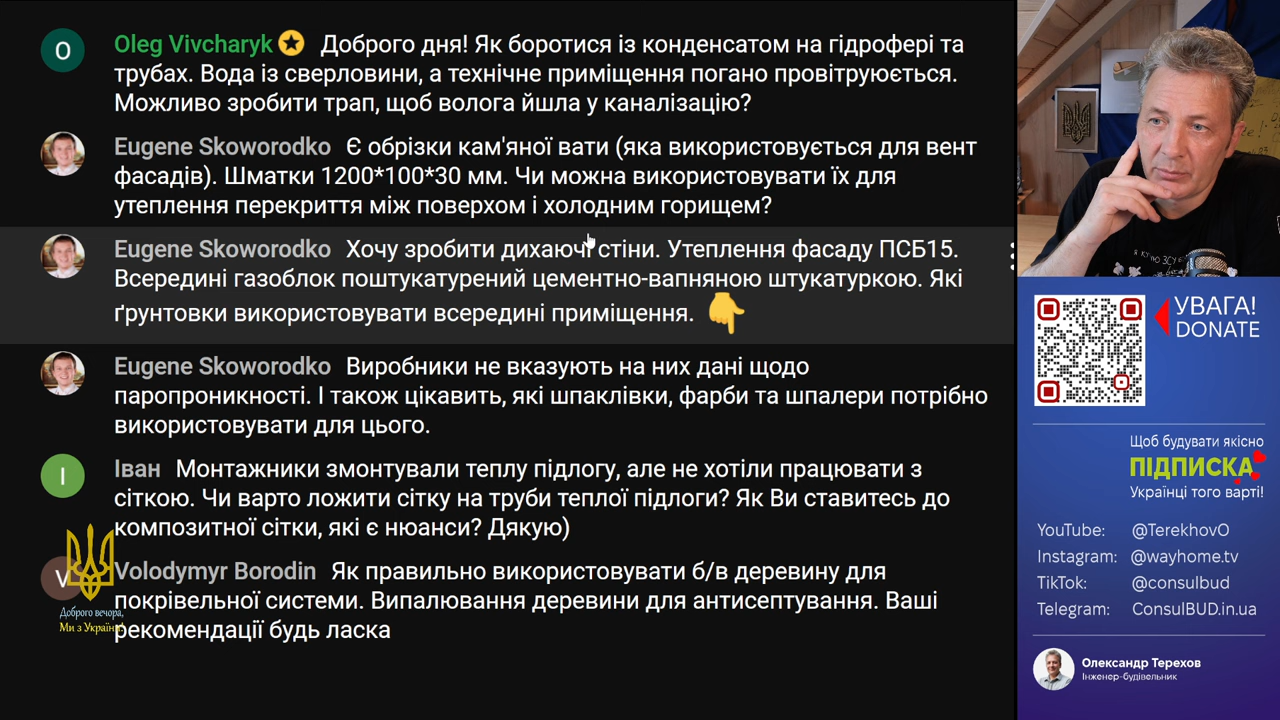 Oleg Vivcharyk Доброго дня! Як боротися із конденсатом на гідрофері та
трубах. Вода із сверловини, а технічне приміщення погано провітруюється.
Можливо зробити трап, щоб волога йшла у каналізацію?
Eugene Skoworodko Є обрізки кам'яної вати (яка використовується для вент
фасадів). Шматки 1200*100*30 мм. Чи можна використовувати їх для
утеплення перекриття між поверхом і холодним горищем?
Eugene Skoworodko Хочу зробити дихаючі стіни. Утеплення фасаду ПСБ15.
Всередині газоблок поштукатурений цементно-вапняною штукатуркою. Які
ґрунтовки використовувати всередині приміщення.
Eugene Skoworodko Виробники не вказують на них дані щодо
паропроникності. І також цікавить, які шпаклівки, фарби та шпалери потрібно
використовувати для цього.
Іван Монтажники змонтували теплу підлогу, але не хотіли працювати з
сіткою. Чи варто ложити сітку на труби теплої підлоги? Як Ви ставитесь до
композитної сітки, які є нюанси? Дякую)
Volodymyr Borodin Як правильно використовувати б/в деревину для
покрівельної системи. Випалювання деревини для антисептування. Ваші
рекомендації будь ласка
O
I
V
Доброго вечора,
Ми з України!
УВАГА!
DONATE
Щоб будувати якісно
ПІДПИСКА
Українці того варті!
YouTube: @TerekhovO
Instagram: @wayhome.tv
TikTok: @consulbud
Telegram: ConsulBUD.in.ua
Олександр Терехов
Інженер-будівельник